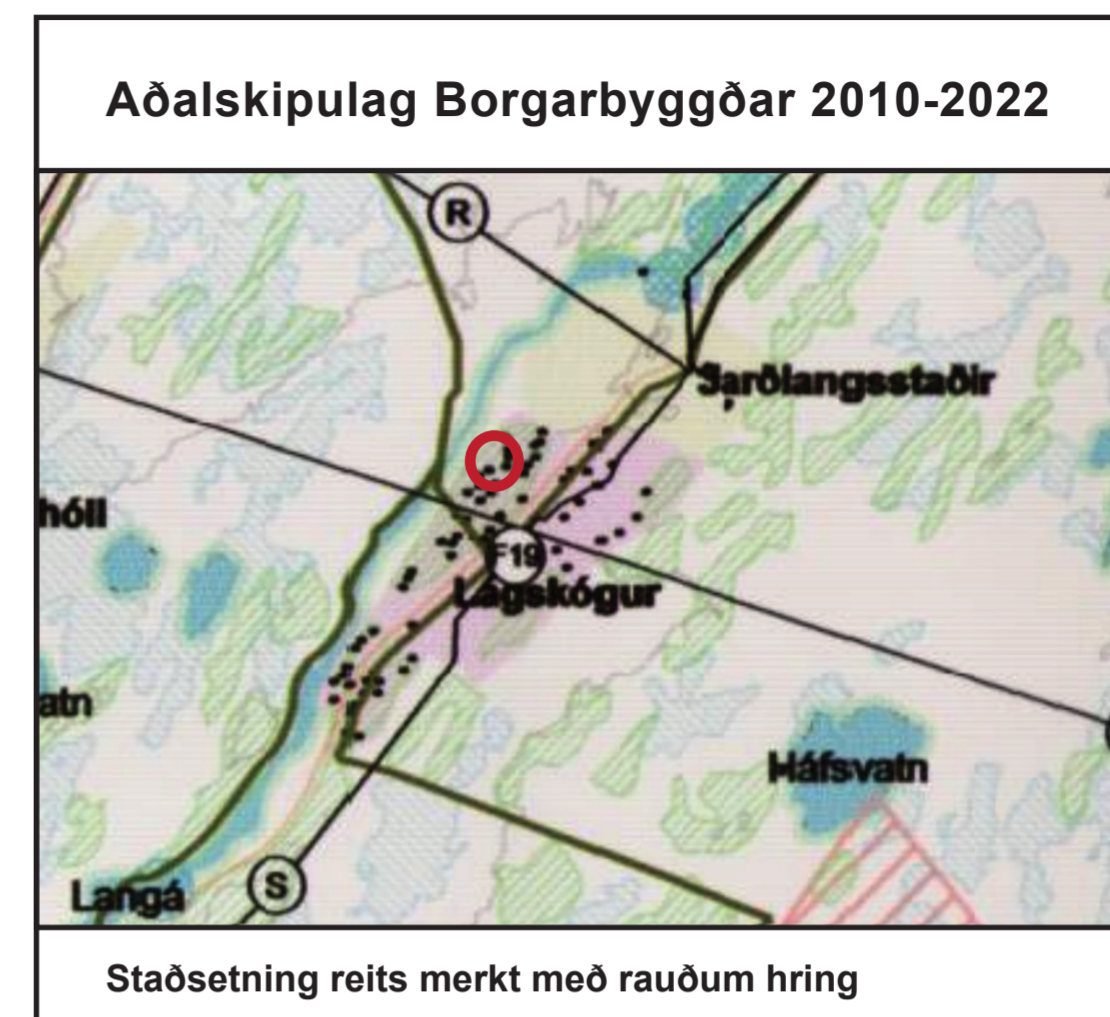 Aðalskipulag Borgarbyggðar 2010-2022
R
Jarðlangsstaðir
hóll
F19
Lagskógur
atn
Háfsvatn
Langá
S
Staðsetning reits merkt með rauðum hring